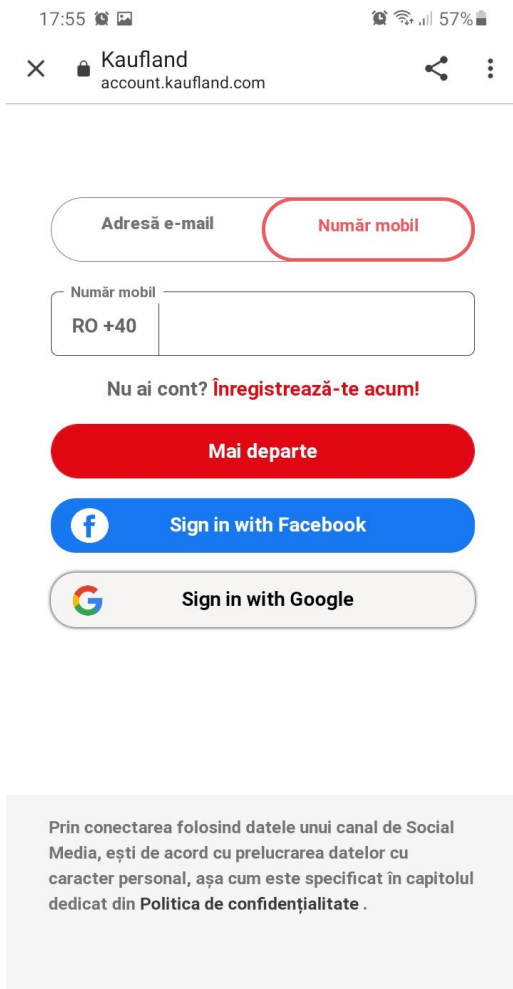 17:55 57%
Kaufland
account.kaufland.com
Adresă e-mail Număr mobil
Număr mobil
RO +40
Nu ai cont? Înregistrează-te acum!
Mai departe
Sign in with Facebook
Sign in with Google
Prin conectarea folosind datele unui canal de Social
Media, ești de acord cu prelucrarea datelor cu
caracter personal, așa cum este specificat în capitolul
dedicat din Politica de confidențialitate .